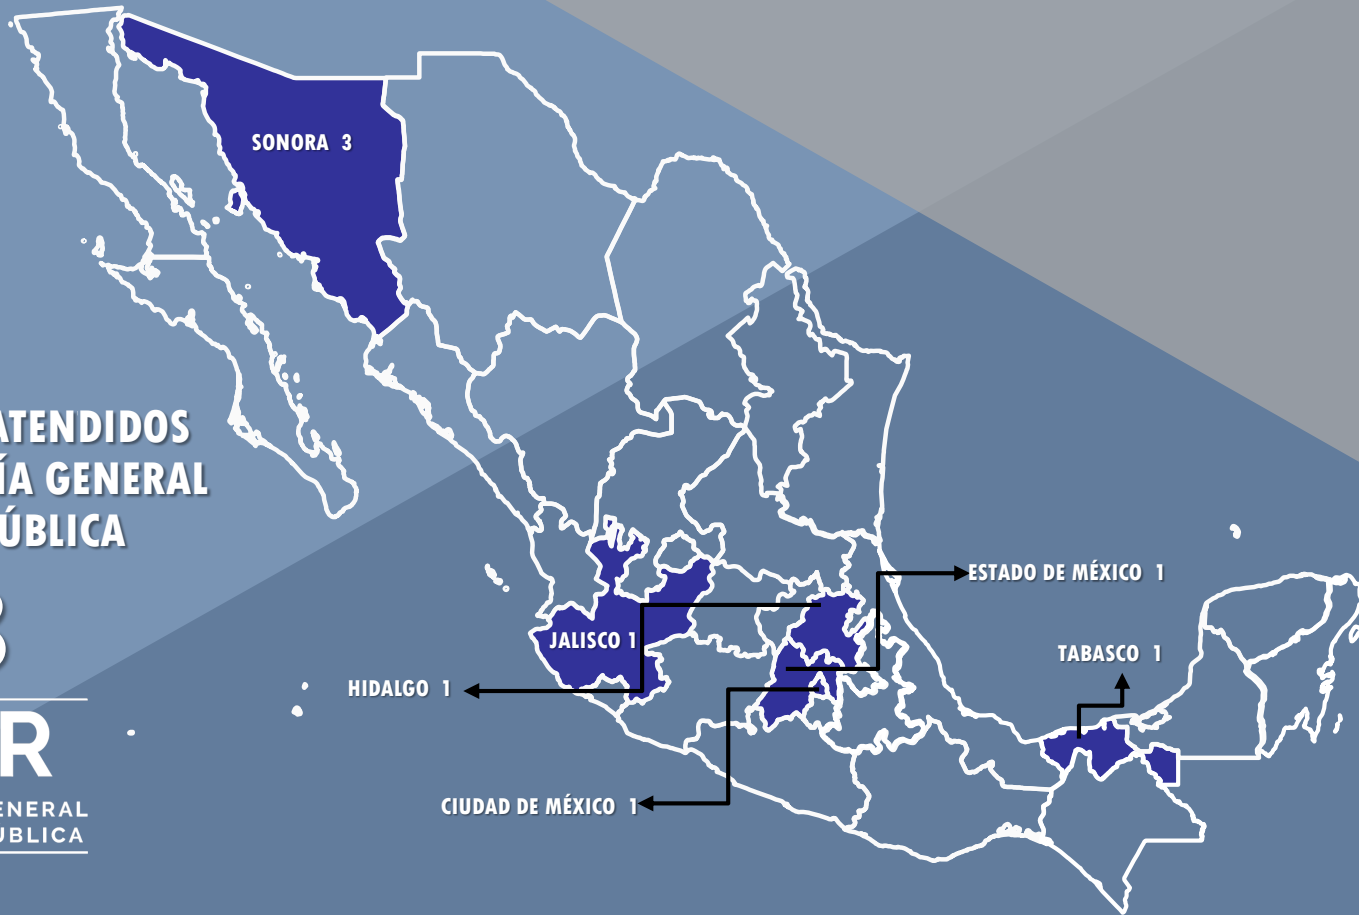 SONORA 3
ATENDIDOS
ÍA GENERAL
ÚBLICA
ESTADO DE MÉXICO 1
JALISCO 1
TABASCO 1
HIDALGO 1
R
ENERAL
CIUDAD DE MÉXICO 1
UBLICA